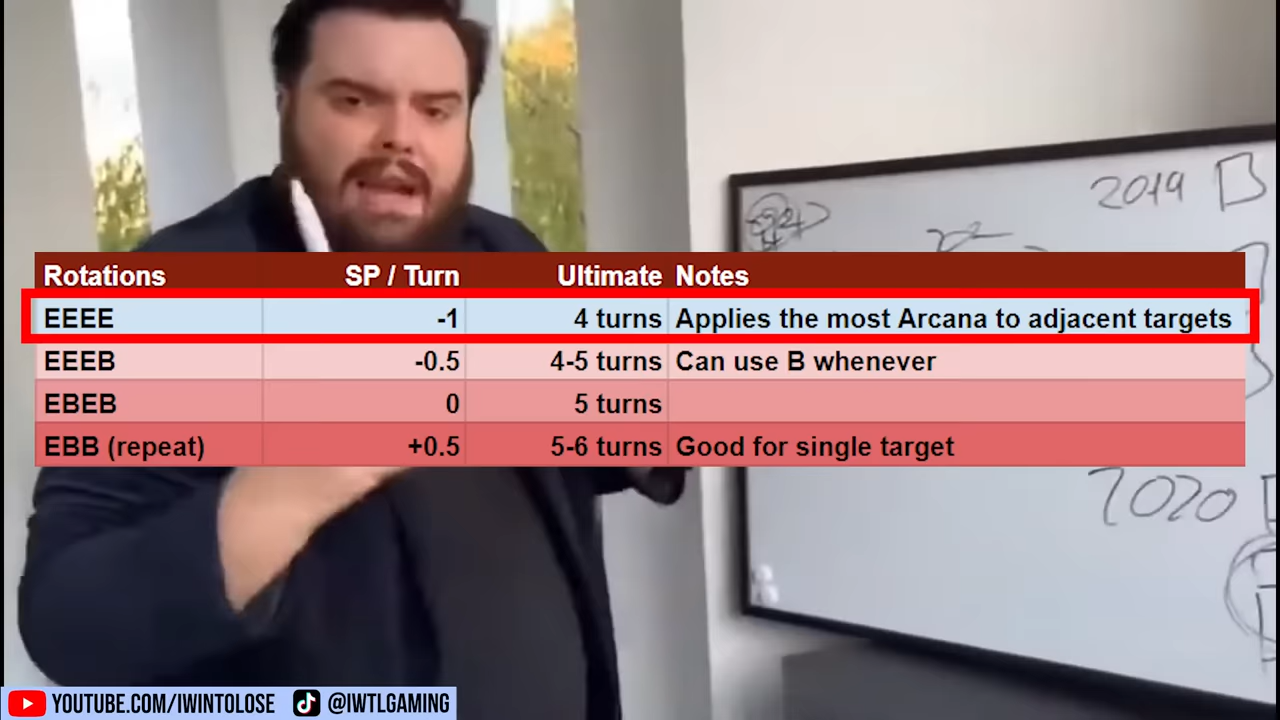 2019
Rotations SP / Turn Ultimate Notes
EEEE -1 4 turns Applies the most Arcana to adjacent targets
EEEB -0.5 4-5 turns Can use B whenever
EBEB 0 5 turns
EBB (repeat) +0.5 5-6 turns Good for single target
2020
YOUTUBE.COM/IWINTOLOSE @IWTLGAMING